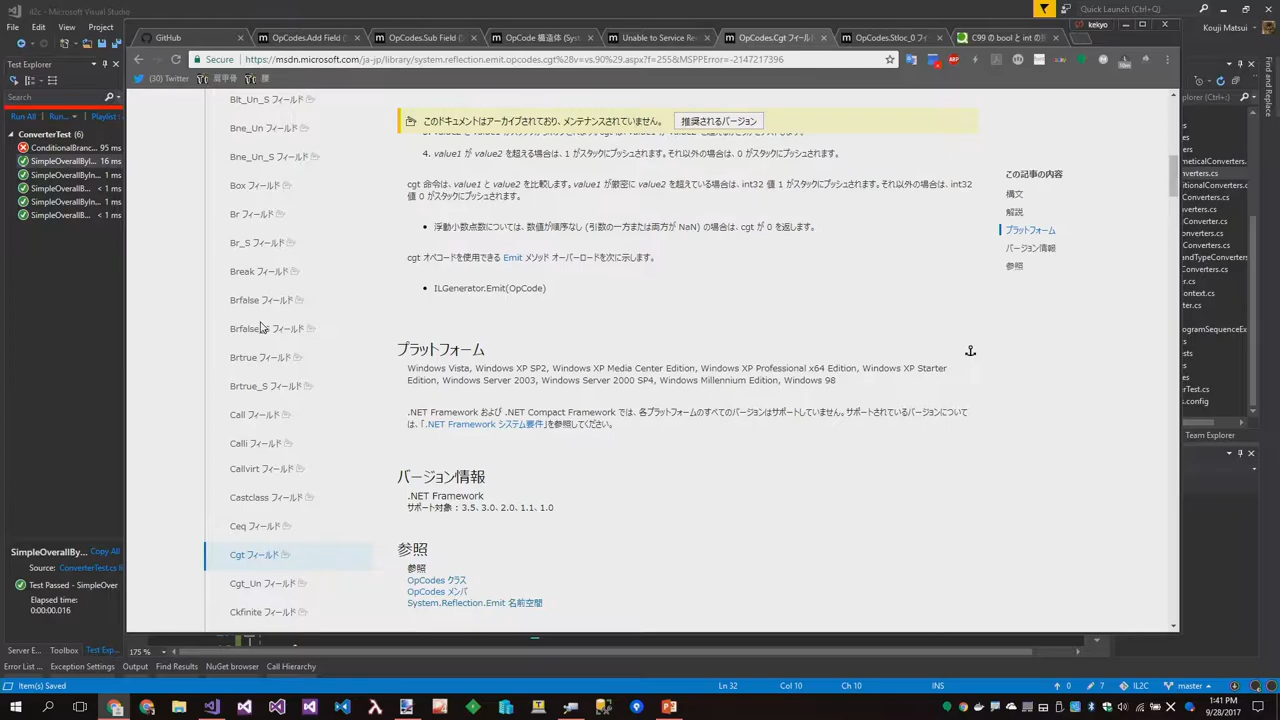 il2c - Microsoft Visual Studio
Quick Launch (Ctrl+Q)
File
Edit
Kouji Matsui
kekyo
GitHub
OpCodes.Add Field (
OpCodes.Sub Field (
OpCode 構造体 (Sys
Unable to Service Re
OpCodes.Cgt フィール
OpCodes.Stloc_0 フィ
C99 の bool と int の
Secure
https://msdn.microsoft.com/ja-jp/library/system.reflection.emit.opcodes.cgt%28v=vs.90%29.aspx?f=255&MSPPError=-2147217396
(30) Twitter
肩甲骨
腰
Test Explorer
Search
Run All
Run...
Playlist :
ConverterTest (6)
ConditionalBran... 95 ms
SimpleOverallBy... 16 ms
SimpleOverallByIn... < 1 ms
SimpleOverallByIn... < 1 ms
SimpleOverallByIn... < 1 ms
SimpleOverallByIn... < 1 ms
SimpleOverallBy... Copy All
Source: ConverterTest.cs li
Test Passed - SimpleOver
Elapsed time:
0:00:00.016
Blt_Un_S フィールド
Bne_Un フィールド
Bne_Un_S フィールド
Box フィールド
Br フィールド
Br_S フィールド
Break フィールド
Brfalse フィールド
Brfalse フィールド
Brtrue フィールド
Brtrue_S フィールド
Call フィールド
Calli フィールド
Callvirt フィールド
Castclass フィールド
Ceq フィールド
Cgt フィールド
Cgt_Un フィールド
Ckfinite フィールド
このドキュメントはアーカイブされており、メンテナンスされていません。
推奨されるバージョン
4. value1 が value2 を超える場合は、1 がスタックにプッシュされます。それ以外の場合は、0 がスタックにプッシュされます。
cgt 命令は、value1 と value2 を比較します。value1 が厳密に value2 を超えている場合は、int32 値 1 がスタックにプッシュされます。それ以外の場合は、int32
値 0 がスタックにプッシュされます。
• 浮動小数点数については、数値が順序なし (引数の一方または両方が NaN) の場合は、cgt が 0 を返します。
cgt オペコードを使用できる Emit メソッド オーバーロードを次に示します。
• ILGenerator.Emit(OpCode)
プラットフォーム
Windows Vista, Windows XP SP2, Windows XP Media Center Edition, Windows XP Professional x64 Edition, Windows XP Starter
Edition, Windows Server 2003, Windows Server 2000 SP4, Windows Millennium Edition, Windows 98
.NET Framework および .NET Compact Framework では、各プラットフォームのすべてのバージョンはサポートしていません。サポートされているバージョンについて
は、「.NET Framework システム要件」を参照してください。
バージョン情報
.NET Framework
サポート対象 : 3.5、3.0、2.0、1.1、1.0
参照
参照
OpCodes クラス
OpCodes メンバ
System.Reflection.Emit 名前空間
この記事の内容
構文
解説
プラットフォーム
バージョン情報
参照
Find and Replace
Team Explorer
Server E...
Toolbox
Test Exp...
175 %
Error List ...
Exception Settings
Output
Find Results
NuGet browser
Call Hierarchy
Item(s) Saved
Ln 32
Col 10
Ch 10
INS
0
7
IL2C
master
1:41 PM
9/28/2017